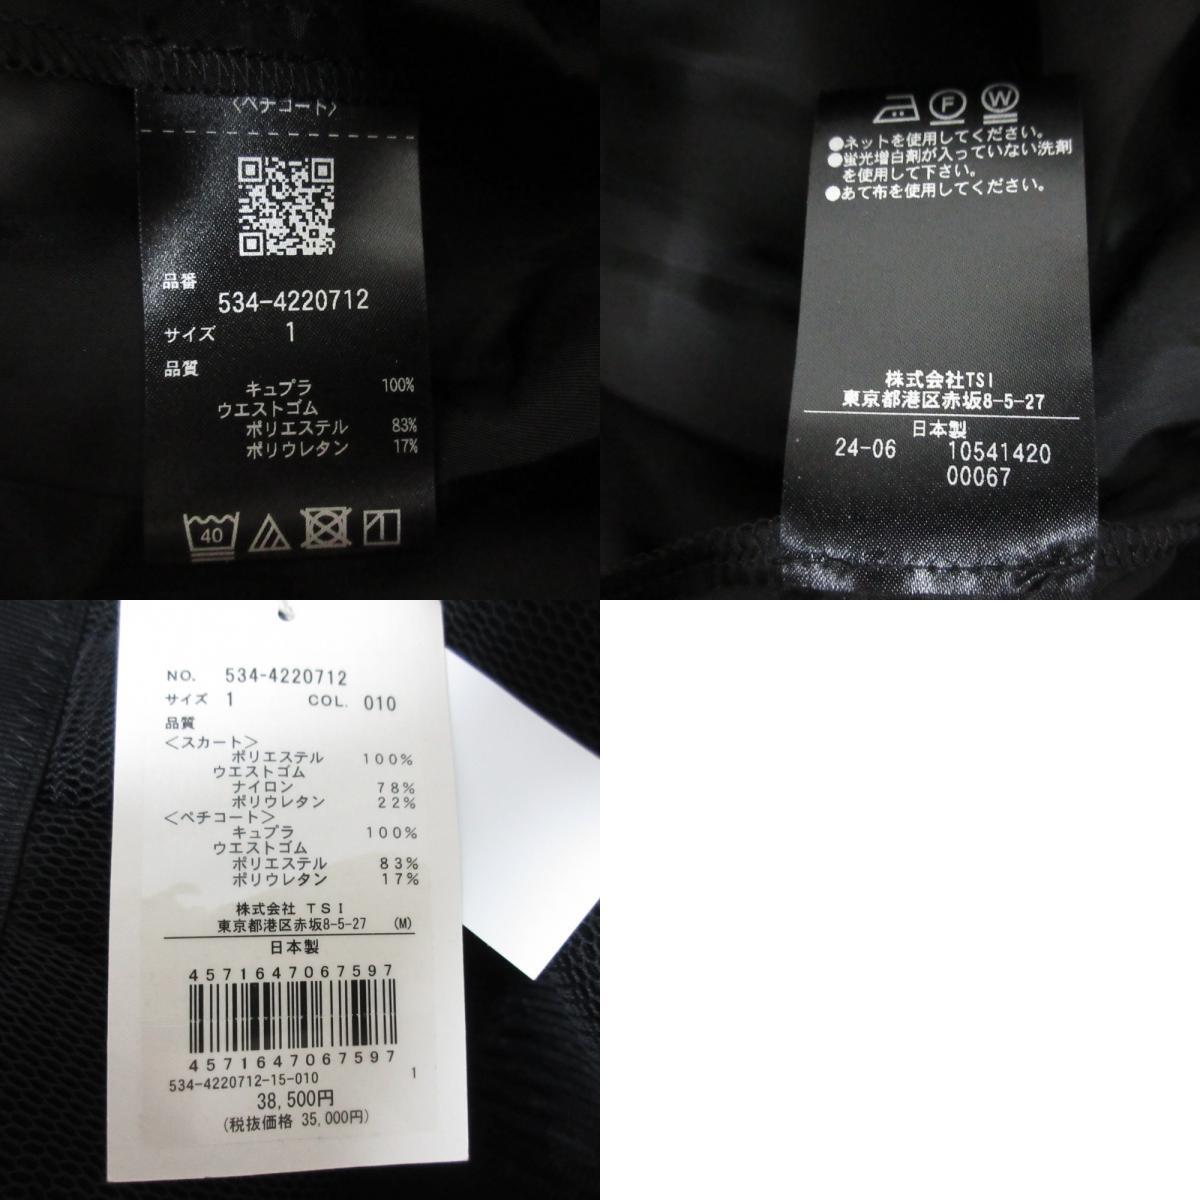 〈ペチコート〉
品番
534-4220712
サイズ 1
品質
キュプラ 100%
ウエストゴム
ポリエステル 83%
ポリウレタン 17%
40
F W
●ネットを使用してください。
●蛍光増白剤が入っていない洗剤
を使用して下さい。
●あて布を使用してください。
株式会社TSI
東京都港区赤坂8-5-27
日本製
24-06 10541420
00067
NO. 534-4220712
サイズ 1 COL. 010
品質
＜スカート＞
ポリエステル 100%
ウエストゴム
ナイロン 78%
ポリウレタン 22%
＜ペチコート＞
キュプラ 100%
ウエストゴム
ポリエステル 83%
ポリウレタン 17%
株式会社 TSI
東京都港区赤坂8-5-27 (M)
日本製
4571647067597
4571647067597
534-4220712-15-010 1
38,500円
(税抜価格 35,000円)